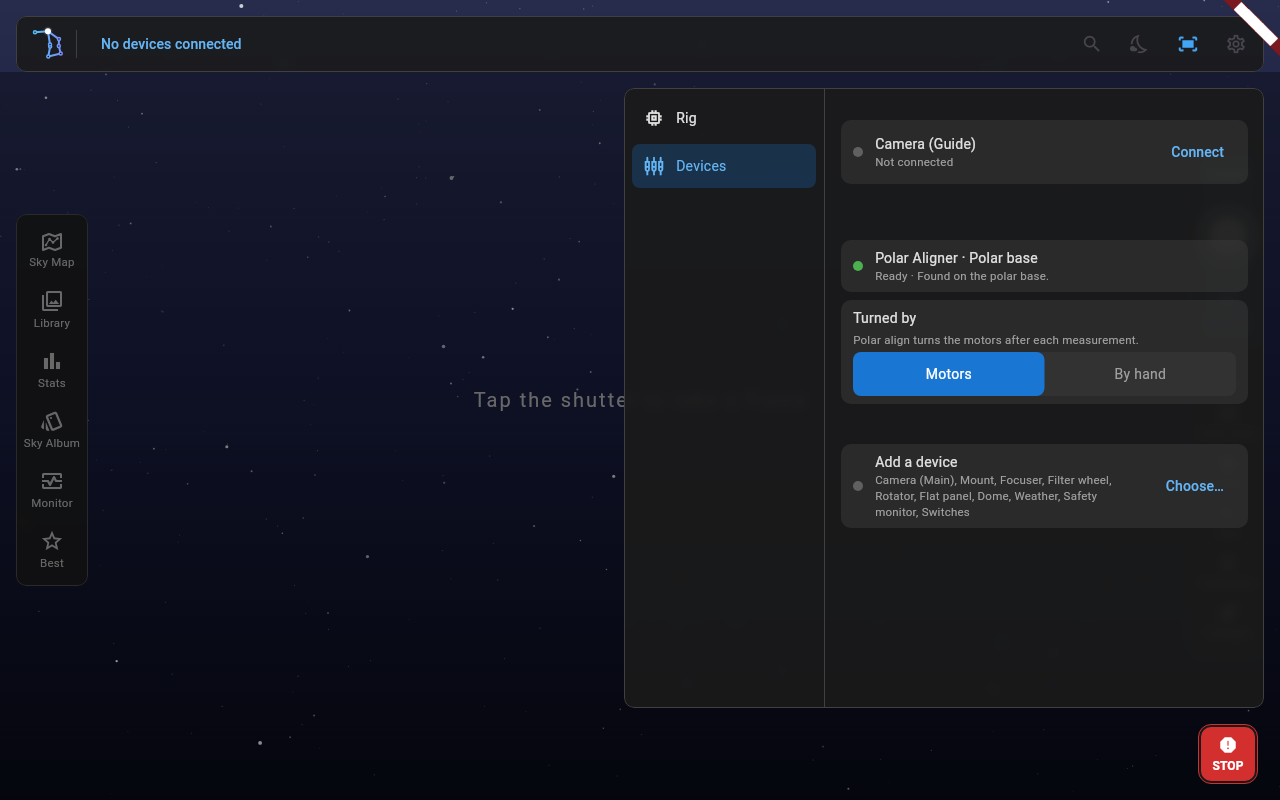 No devices connected
Rig
Devices
Camera (Guide)
Not connected
Connect
Polar Aligner · Polar base
Ready · Found on the polar base.
Turned by
Polar align turns the motors after each measurement.
Motors
By hand
Add a device
Camera (Main), Mount, Focuser, Filter wheel,
Rotator, Flat panel, Dome, Weather, Safety
monitor, Switches
Choose...
Sky Map
Library
Stats
Sky Album
Monitor
Best
Tap the shutte
STOP